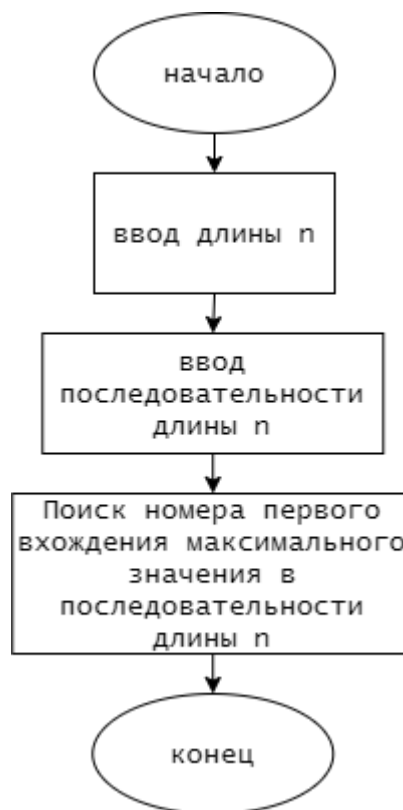 начало
ввод длины n
ввод
последовательности
длины n
Поиск номера первого
вхождения максимального
значения в
последовательности
длины n
конец